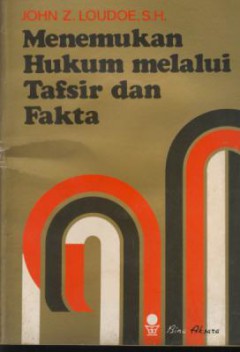 JOHN Z. LOUDOE, S.H.
Menemukan
Hukum melalui
Tafsir dan
Fakta
Bina Aksara